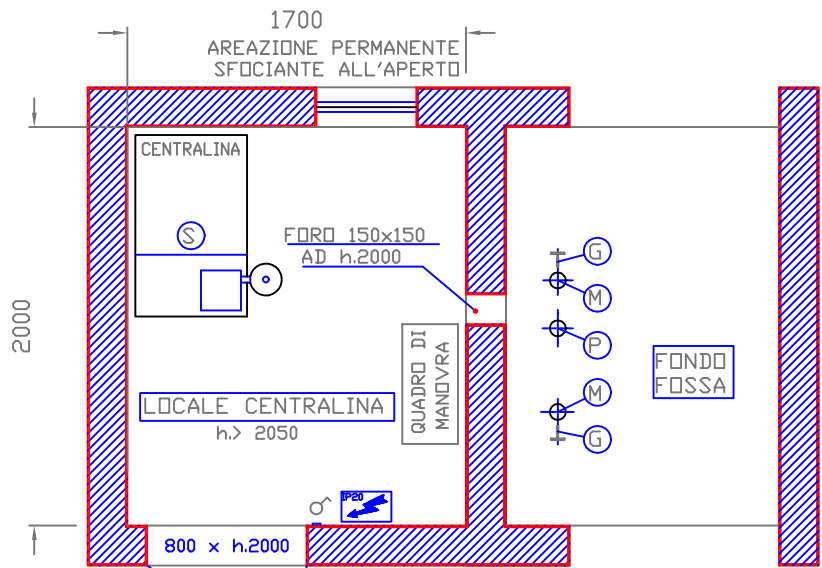 1700
AREAZIONE PERMANENTE
SFOCIANTE ALL'APERTO
CENTRALINA
S
FORO 150x150
AD h.2000
G
M
P
M
G
2000
QUADRO DI
MANOVRA
FONDO
FOSSA
LOCALE CENTRALINA
h.> 2050
IP20
800 x h.2000